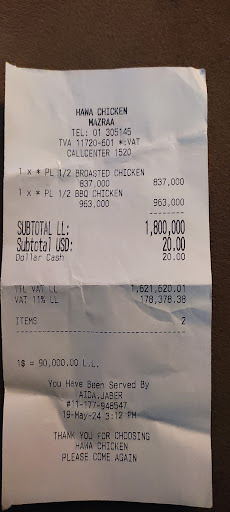 HAWA CHICKEN
MAZRAA
TEL: 01 305145
TVA 11720-601 *=VAT
CALLCENTER 1520
1 x * PL 1/2 BROASTED CHICKEN
837,000 837,000
1 x * PL 1/2 BBQ CHICKEN
963,000 963,000
SUBTOTAL LL: 1,800,000
Subtotal USD: 20.00
Dollar Cash 20.00
VAT LL 1,621,620.01
VAT 11% LL 178,378.38
ITEMS 2
1$ = 90,000.00 L.L.
You Have Been Served By
AIDA.JABER
#11-177-948547
19-May-24 3:12 PM
THANK YOU FOR CHOOSING
HAWA CHICKEN
PLEASE COME AGAIN